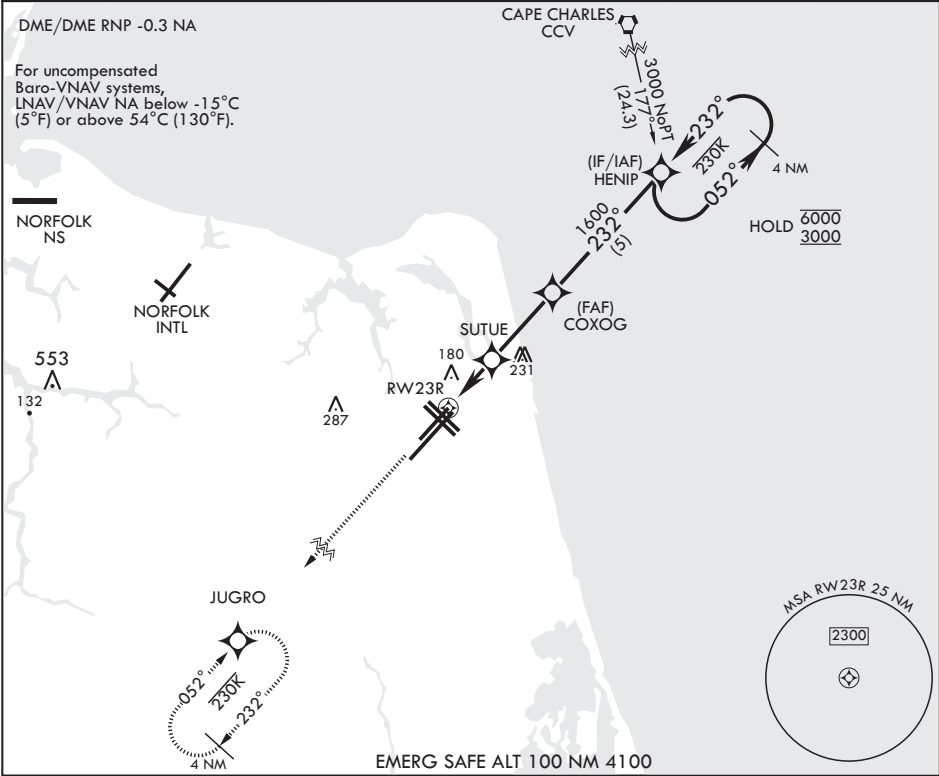 DME/DME RNP -0.3 NA
For uncompensated
Baro-VNAV systems,
LNAV/VNAV NA below -15°C
(5°F) or above 54°C (130°F).
CAPE CHARLES
CCV
3000 NoPT
177°
(24.3)
(IF/IAF)
HENIP
232°
230K
052°
4 NM
HOLD 6000
3000
1600
232°
(5)
NORFOLK
NS
NORFOLK
INTL
(FAF)
COXOG
SUTUE
180
231
RW23R
553
132
287
JUGRO
052°
230K
232°
4 NM
MSA RW23R 25 NM
2300
EMERG SAFE ALT 100 NM 4100